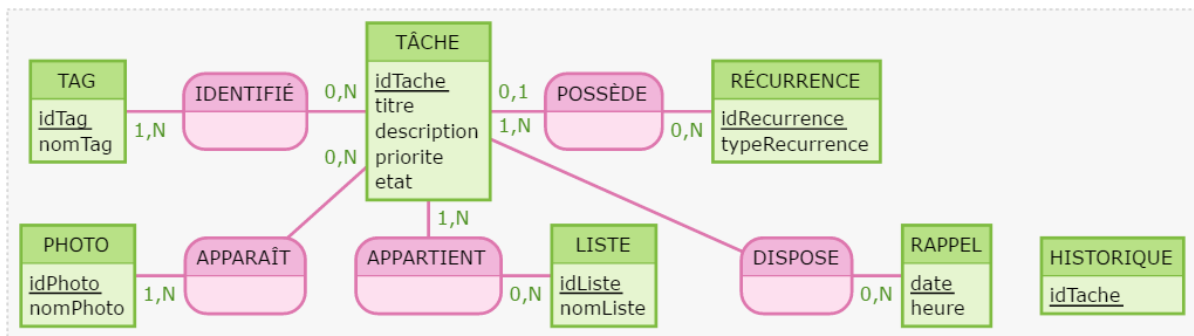 TÂCHE
idTache
titre
description
priorite
etat
TAG
idTag
nomTag
IDENTIFIÉ
1,N
0,N
0,1
POSSÈDE
0,N
RÉCURRENCE
idRecurrence
typeRecurrence
1,N
0,N
1,N
PHOTO
idPhoto
nomPhoto
1,N
APPARAÎT
APPARTIENT
0,N
LISTE
idListe
nomListe
DISPOSE
0,N
RAPPEL
date
heure
HISTORIQUE
idTache